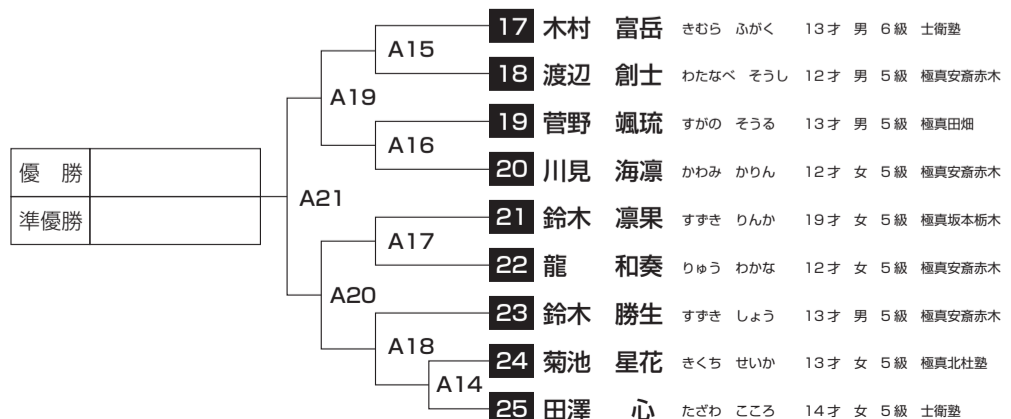 17 木村 富岳 きむら ふがく 13才 男 6級 士衛塾
A15
18 渡辺 創士 わたなべ そうし 12才 男 5級 極真安斎赤木
A19
19 菅野 颯琉 すがの そうる 13才 男 5級 極真田畑
A16
20 川見 海凛 かわみ かりん 12才 女 5級 極真安斎赤木
優 勝
A21
準優勝
21 鈴木 凛果 すずき りんか 19才 女 5級 極真坂本栃木
A17
22 龍 和奏 りゅう わかな 12才 女 5級 極真安斎赤木
A20
23 鈴木 勝生 すずき しょう 13才 男 5級 極真安斎赤木
A18
24 菊池 星花 きくち せいか 13才 女 5級 極真北杜塾
A14
25 田澤 心 たざわ こころ 14才 女 5級 士衛塾